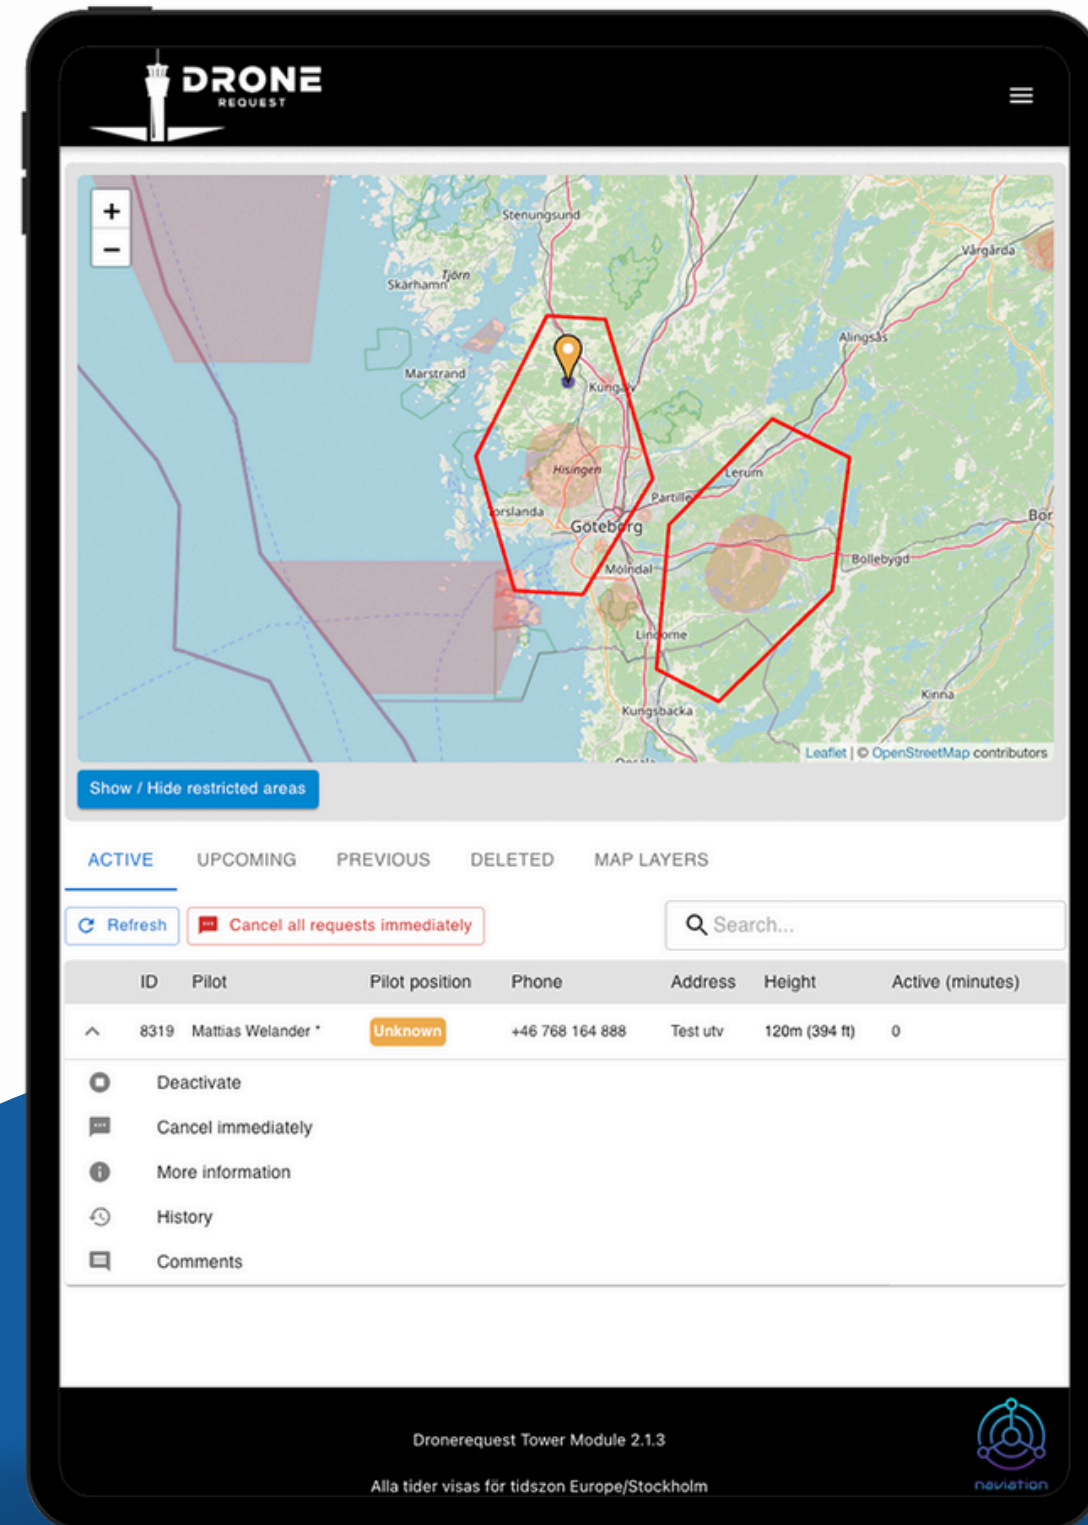 DRONE
REQUEST
+
−
Stenungsund
Tjörn
Skärhamn
Vårgårda
Alingsås
Marstrand
Kungälv
Hisingen
Lerum
Partille
Torslanda
Göteborg
Bor
Bollebygd
Mölndal
Lindome
Kinna
Kungsbacka
Leaflet | © OpenStreetMap contributors
Show / Hide restricted areas
ACTIVE UPCOMING PREVIOUS DELETED MAP LAYERS
Refresh Cancel all requests immediately Search...
ID Pilot Pilot position Phone Address Height Active (minutes)
8319 Mattias Welander * Unknown +46 768 164 888 Test utv 120m (394 ft) 0
Deactivate
Cancel immediately
More information
History
Comments
Dronerequest Tower Module 2.1.3
Alla tider visas för tidszon Europe/Stockholm
naviation